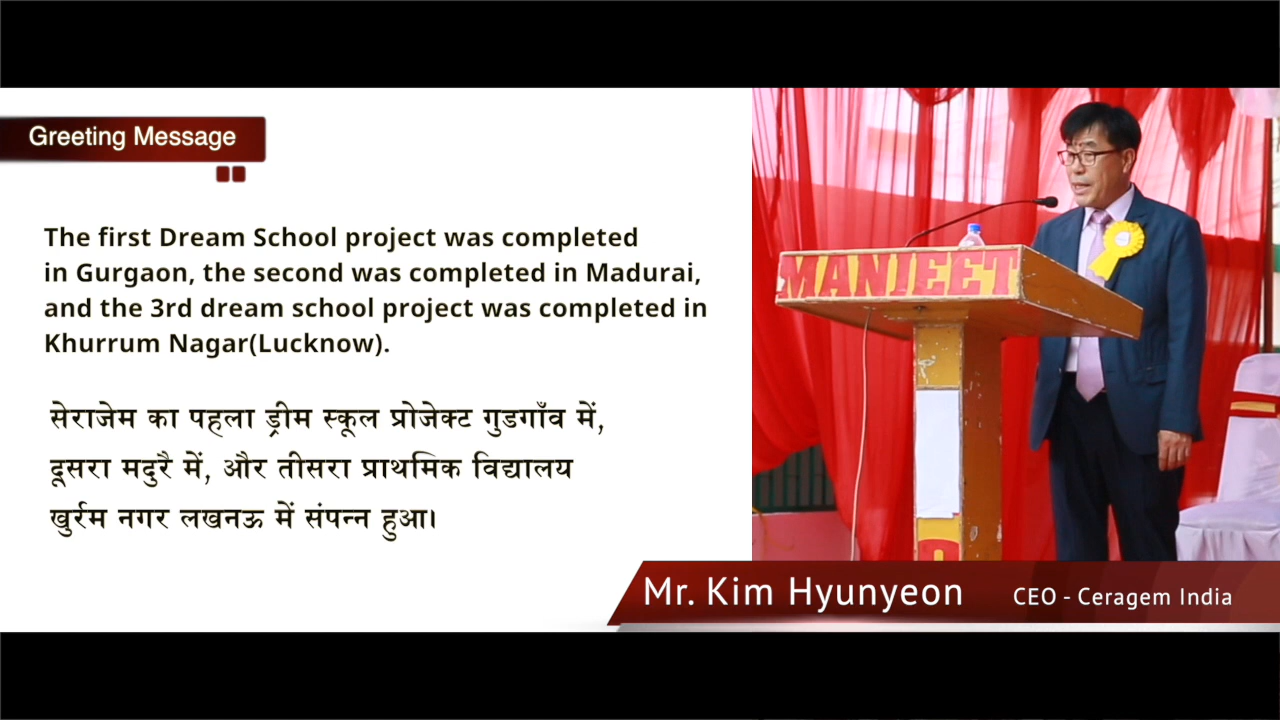 Greeting Message
The first Dream School project was completed
in Gurgaon, the second was completed in Madurai,
and the 3rd dream school project was completed in
Khurrum Nagar(Lucknow).
सेराजेम का पहला ड्रीम स्कूल प्रोजेक्ट गुडगाँव में,
दूसरा मदुरै में, और तीसरा प्राथमिक विद्यालय
खुर्रम नगर लखनऊ में संपन्न हुआ।
MANJEET
Mr. Kim Hyunyeon
CEO - Ceragem India